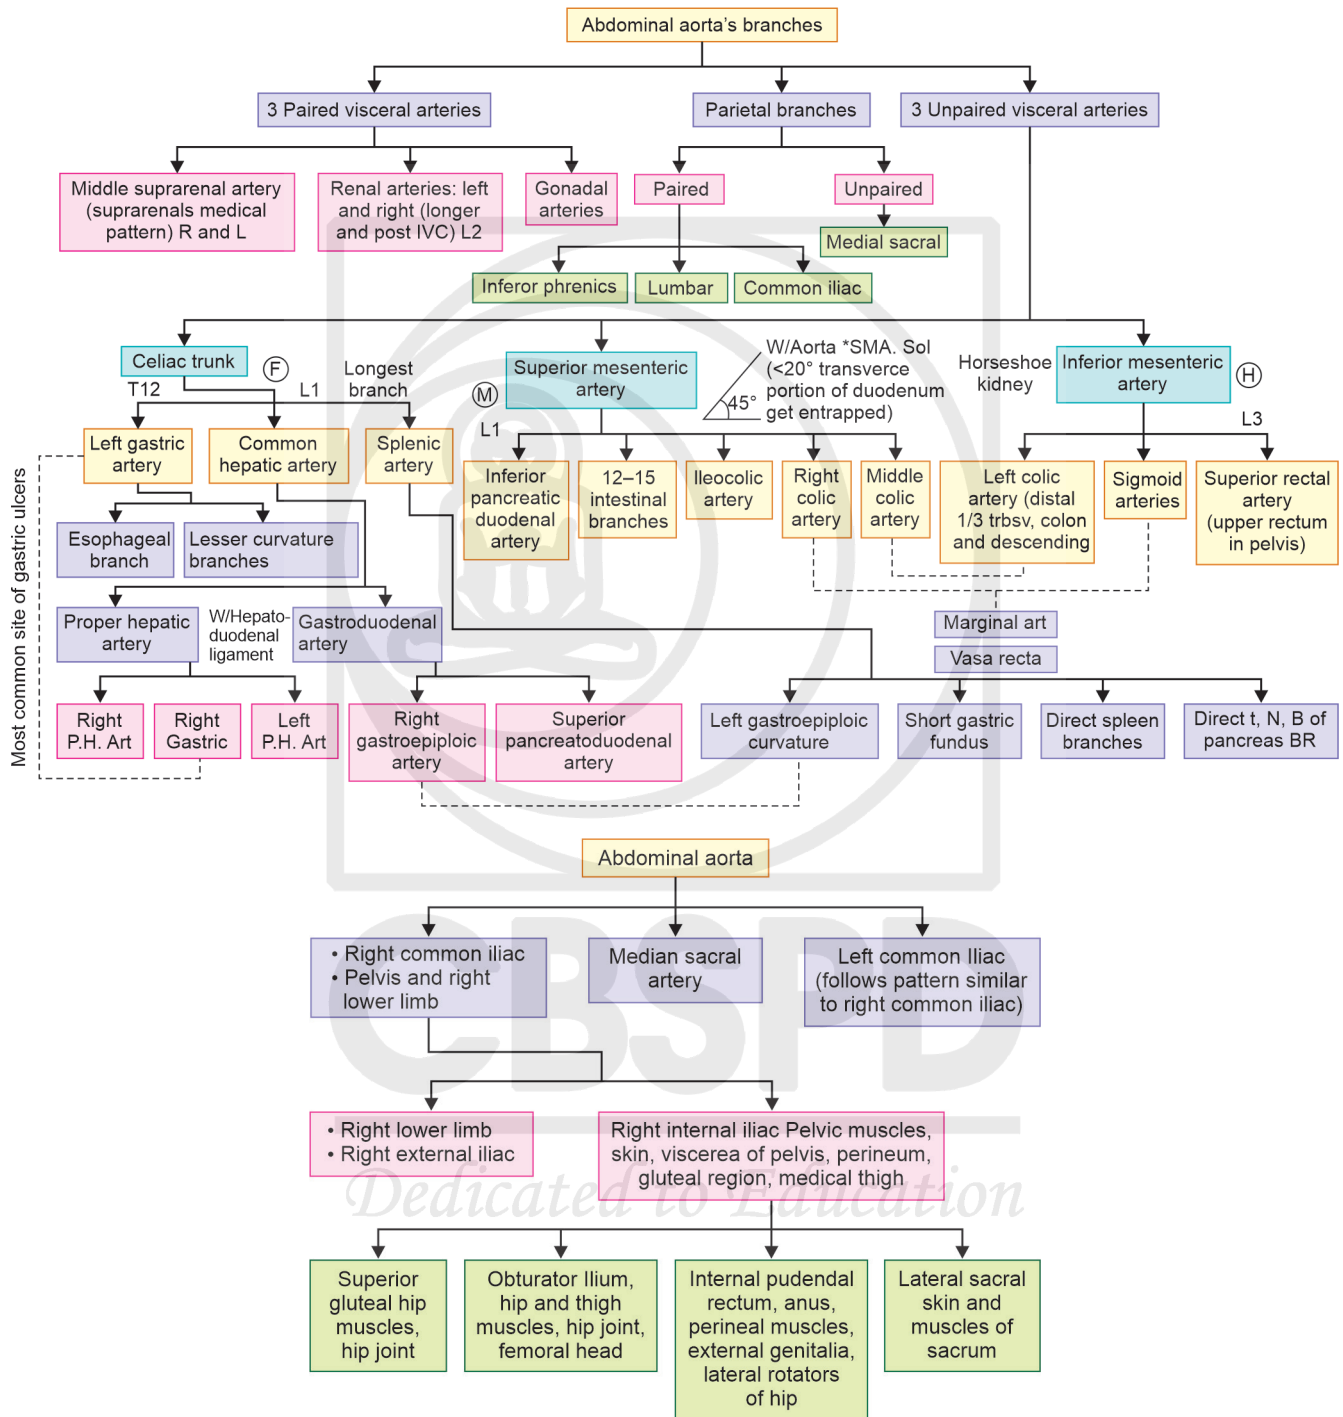 Abdominal aorta's branches
3 Paired visceral arteries
Parietal branches
3 Unpaired visceral arteries
Middle suprarenal artery
(suprarenals medical
pattern) R and L
Renal arteries: left
and right (longer
and post IVC) L2
Gonadal
arteries
Paired
Unpaired
Medial sacral
Inferor phrenics
Lumbar
Common iliac
Celiac trunk
F
T12
L1
Longest
branch
Superior mesenteric
artery
M
L1
45°
W/Aorta *SMA. Sol
(<20° transverce
portion of duodenum
get entrapped)
Horseshoe
kidney
Inferior mesenteric
artery
H
L3
Left gastric
artery
Common
hepatic artery
Splenic
artery
Inferior
pancreatic
duodenal
artery
12–15
intestinal
branches
Ileocolic
artery
Right
colic
artery
Middle
colic
artery
Left colic
artery (distal
1/3 trbsv, colon
and descending
Sigmoid
arteries
Superior rectal
artery
(upper rectum
in pelvis)
Esophageal
branch
Lesser curvature
branches
Most common site of gastric ulcers
Proper hepatic
artery
W/Hepato-
duodenal
ligament
Gastroduodenal
artery
Marginal art
Vasa recta
Right
P.H. Art
Right
Gastric
Left
P.H. Art
Right
gastroepiploic
artery
Superior
pancreatoduodenal
artery
Left gastroepiploic
curvature
Short gastric
fundus
Direct spleen
branches
Direct t, N, B of
pancreas BR
Abdominal aorta
• Right common iliac
• Pelvis and right
lower limb
Median sacral
artery
Left common Iliac
(follows pattern similar
to right common iliac)
• Right lower limb
• Right external iliac
Right internal iliac Pelvic muscles,
skin, viscerea of pelvis, perineum,
gluteal region, medical thigh
Superior
gluteal hip
muscles,
hip joint
Obturator Ilium,
hip and thigh
muscles, hip joint,
femoral head
Internal pudendal
rectum, anus,
perineal muscles,
external genitalia,
lateral rotators
of hip
Lateral sacral
skin and
muscles of
sacrum
CBSPD
Dedicated to Education